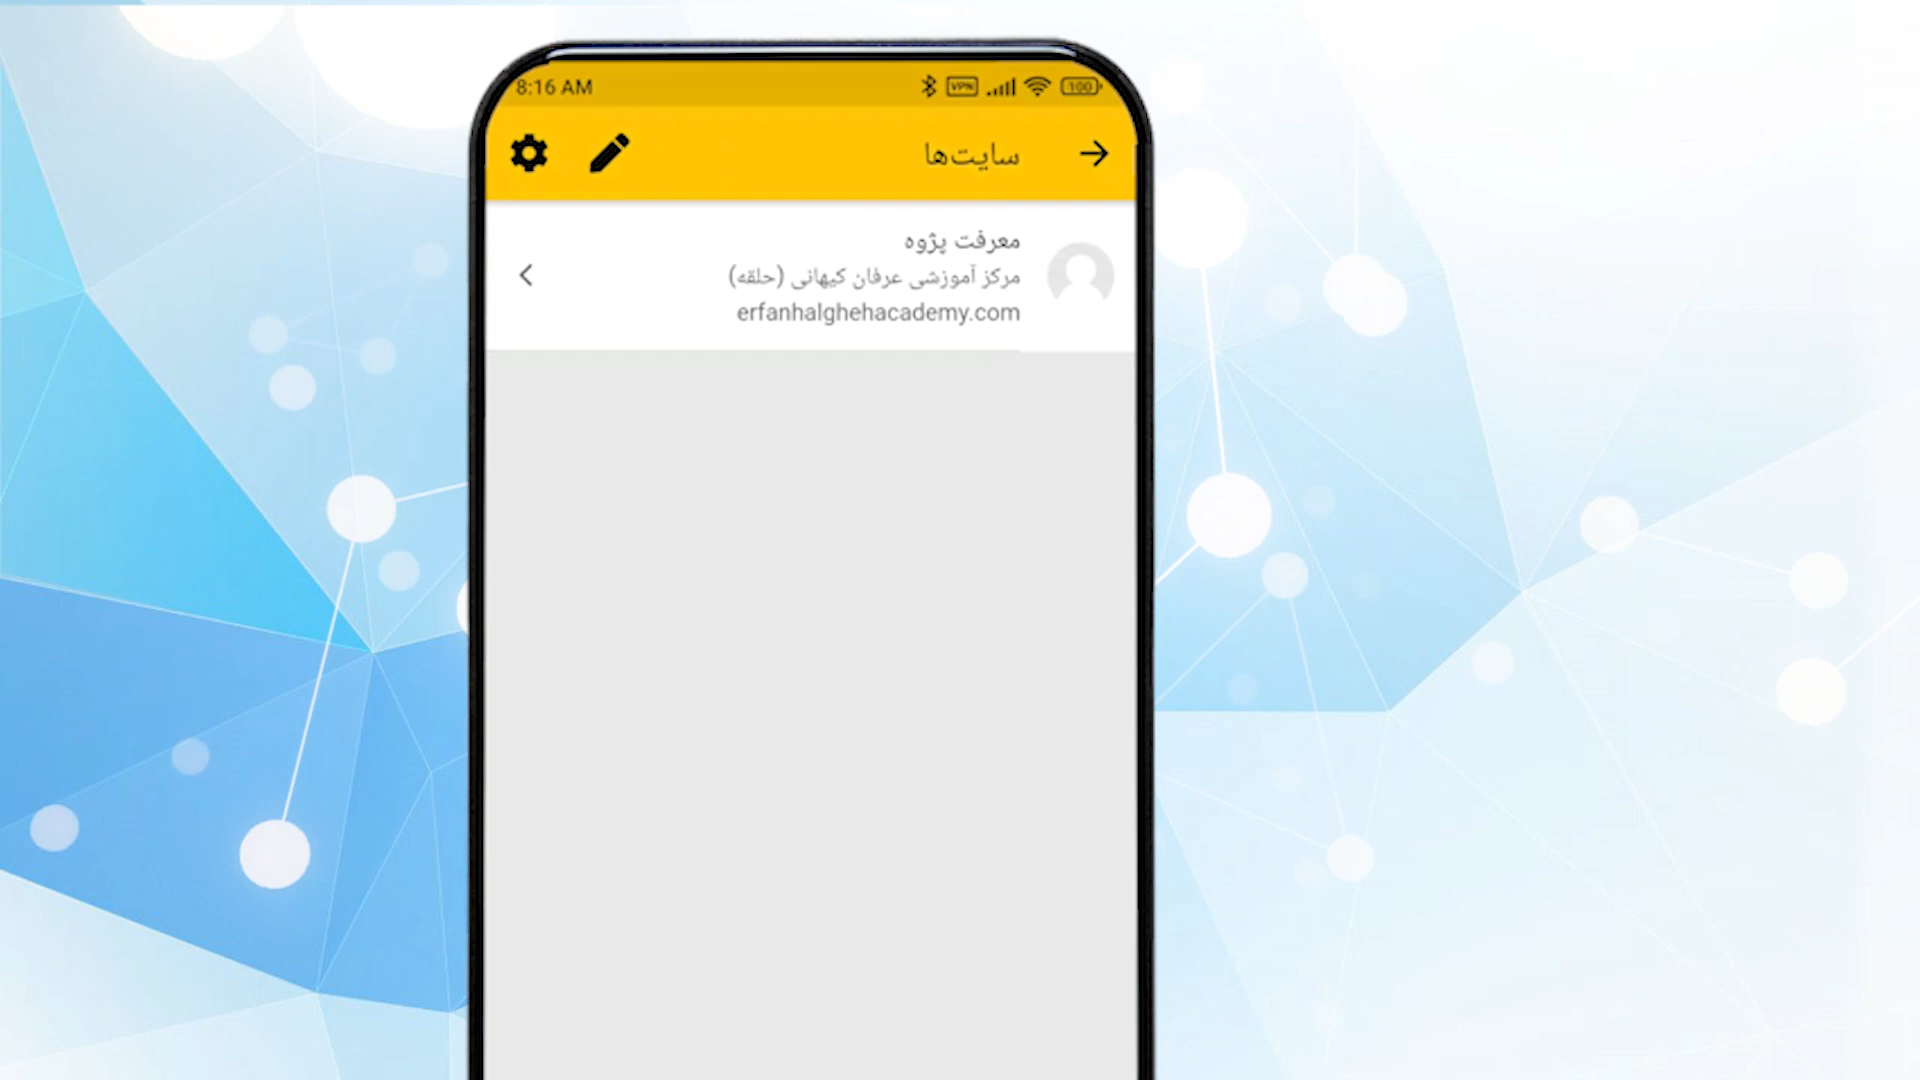 8:16 AM
VPN
100
سایت‌ها
معرفت پژوه
مرکز آموزشی عرفان کیهانی (حلقه)
erfanhalghehacademy.com